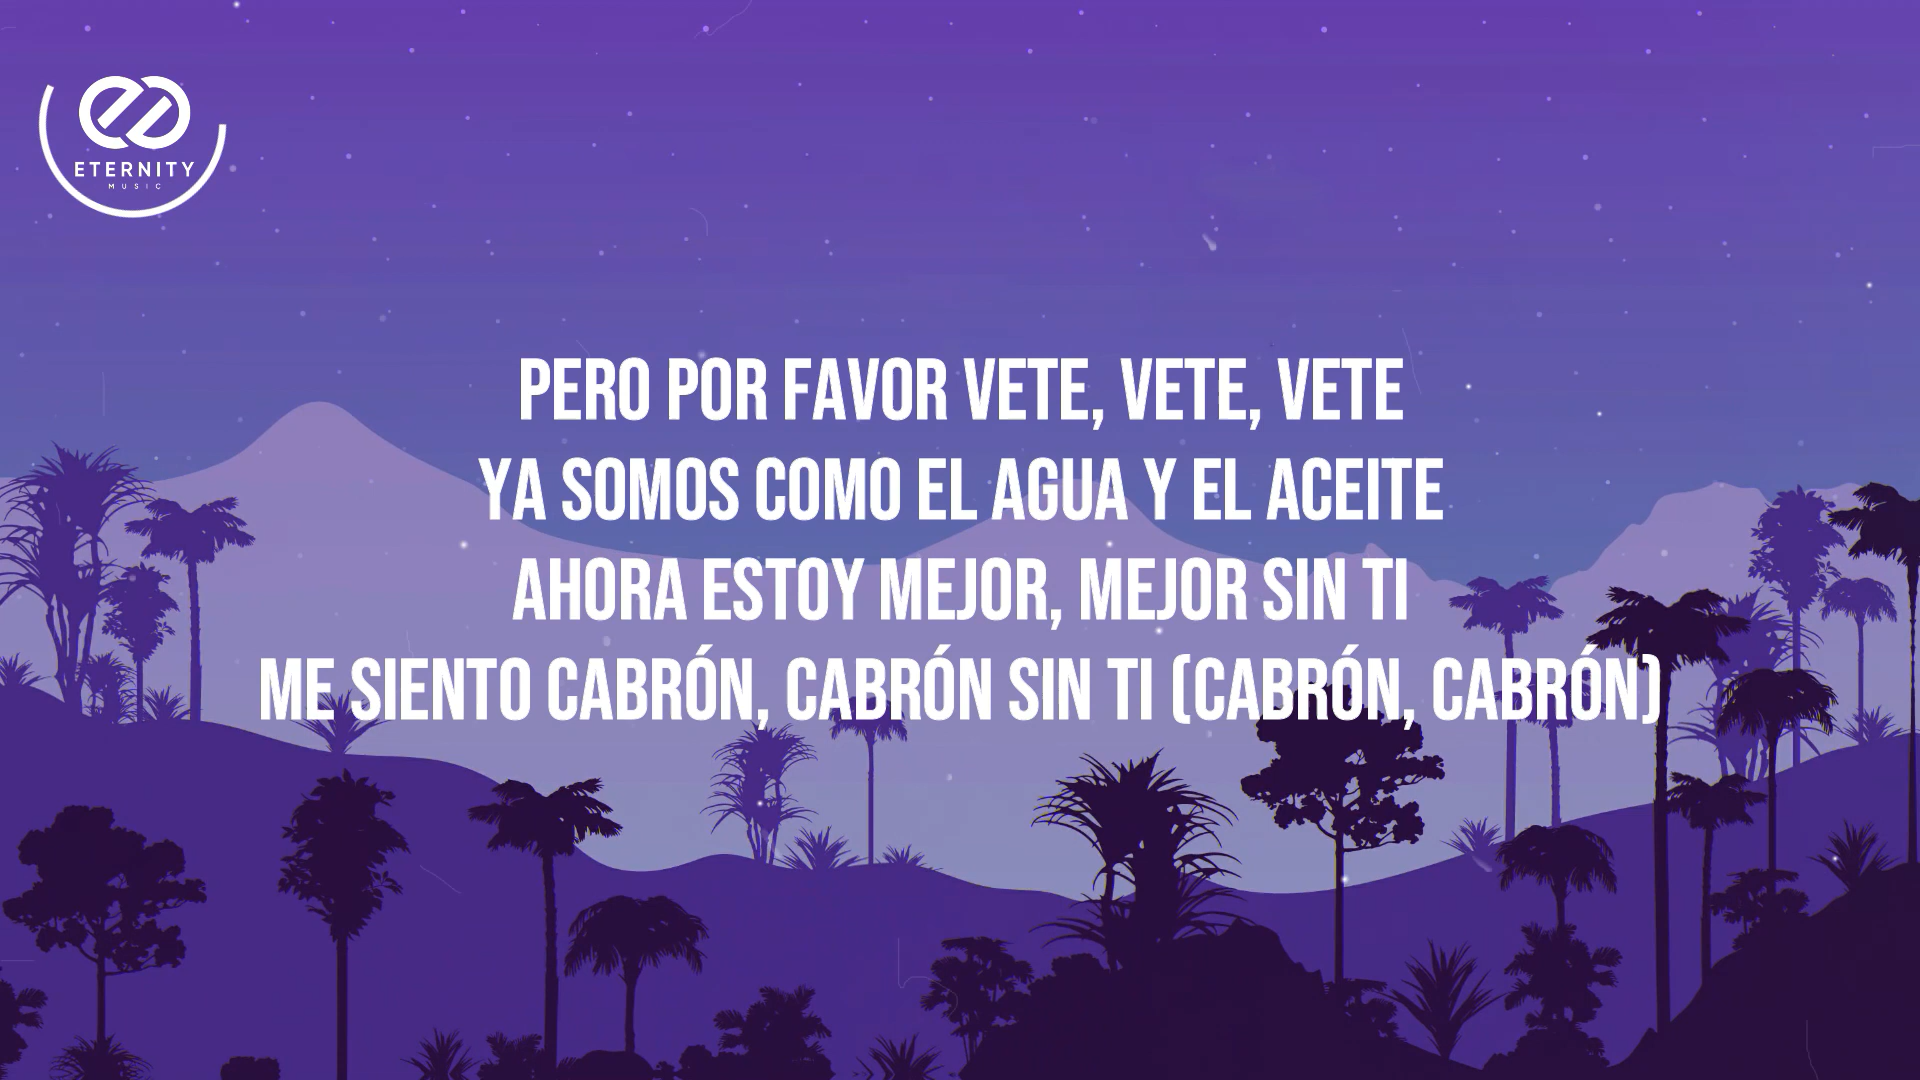 ETERNITY
MUSIC
PERO POR FAVOR VETE, VETE, VETE
YA SOMOS COMO EL AGUA Y EL ACEITE
AHORA ESTOY MEJOR, MEJOR SIN TI
ME SIENTO CABRÓN, CABRÓN SIN TI (CABRÓN, CABRÓN)